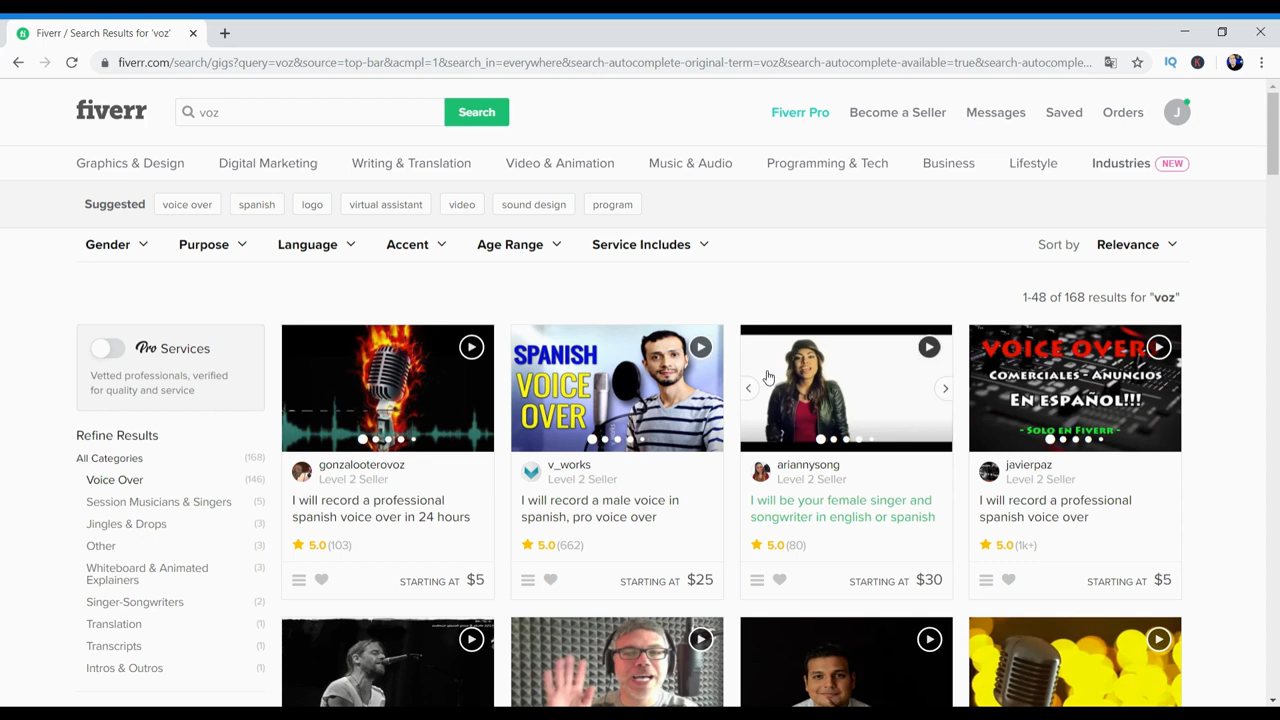 Fiverr / Search Results for 'voz'
fiverr.com/search/gigs?query=voz&source=top-bar&acmpl=1&search_in=everywhere&search-autocomplete-original-term=voz&search-autocomplete-available=true&search-autocomple...
IQ
K
fiverr
voz
Search
Fiverr Pro
Become a Seller
Messages
Saved
Orders
J
Graphics & Design
Digital Marketing
Writing & Translation
Video & Animation
Music & Audio
Programming & Tech
Business
Lifestyle
Industries NEW
Suggested
voice over
spanish
logo
virtual assistant
video
sound design
program
Gender
Purpose
Language
Accent
Age Range
Service Includes
Sort by
Relevance
1-48 of 168 results for "voz"
Pro Services
Vetted professionals, verified
for quality and service
Refine Results
All Categories (168)
Voice Over (146)
Session Musicians & Singers (5)
Jingles & Drops (3)
Other (3)
Whiteboard & Animated
Explainers (3)
Singer-Songwriters (2)
Translation (1)
Transcripts (1)
Intros & Outros (1)
gonzalooterovoz
Level 2 Seller
I will record a professional
spanish voice over in 24 hours
5.0 (103)
STARTING AT $5
SPANISH
VOICE
OVER
v_works
Level 2 Seller
I will record a male voice in
spanish, pro voice over
5.0 (662)
STARTING AT $25
ariannysong
Level 2 Seller
I will be your female singer and
songwriter in english or spanish
5.0 (80)
STARTING AT $30
VOICE OVER
COMERCIALES - ANUNCIOS
EN ESPAÑOL!!!
- SOLO EN FIVERR -
javierpaz
Level 2 Seller
I will record a professional
spanish voice over
5.0 (1k+)
STARTING AT $5